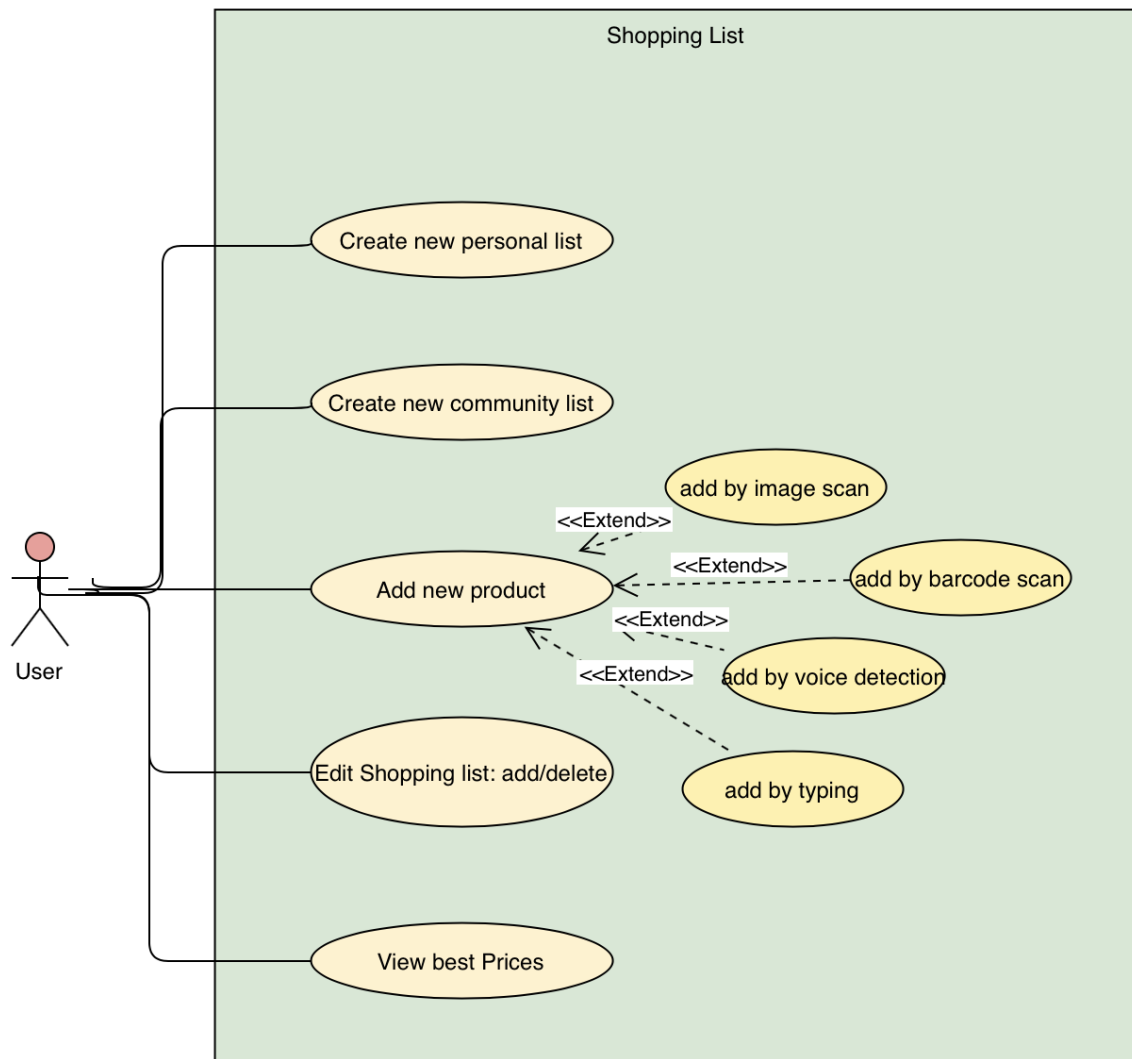 Shopping List
Create new personal list
Create new community list
add by image scan
<<Extend>>
<<Extend>>
add by barcode scan
Add new product
<<Extend>>
User
add by voice detection
<<Extend>>
Edit Shopping list: add/delete
add by typing
View best Prices